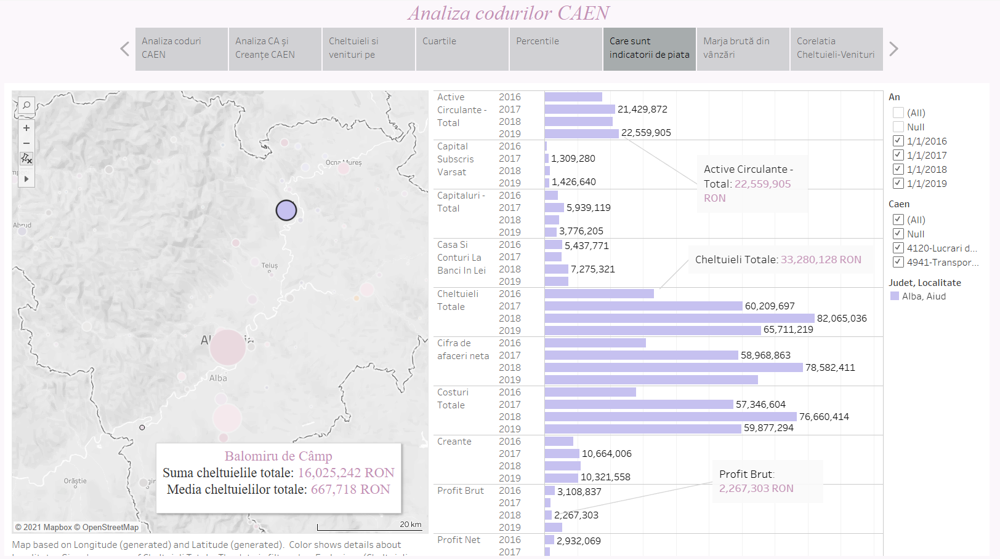 Analiza codurilor CAEN
Analiza coduri
CAEN
Analiza CA și
Creanțe CAEN
Cheltuieli si
venituri pe
Cuartile
Percentile
Care sunt
indicatorii de piata
Marja brută din
vânzări
Corelatia
Cheltuieli-Venituri
Ocna Mureș
Abrud
Teiuș
Alba
Orăștie
Balomiru de Câmp
Suma cheltuielile totale: 16,025,242 RON
Media cheltuielilor totale: 667,718 RON
© 2021 Mapbox © OpenStreetMap
20 km
Map based on Longitude (generated) and Latitude (generated). Color shows details about
Active
Circulante -
Total
2016
2017 21,429,872
2018
2019 22,559,905
Capital
Subscris
Varsat
2016
2017 1,309,280
2018
2019 1,426,640
Capitaluri -
Total
2016
2017 5,939,119
2018
2019 3,776,205
Casa Si
Conturi La
Banci In Lei
2016 5,437,771
2017
2018 7,275,321
2019
Cheltuieli
Totale
2016
2017 60,209,697
2018 82,065,036
2019 65,711,219
Cifra de
afaceri neta
2016
2017 58,968,863
2018 78,582,411
2019
Costuri
Totale
2016
2017 57,346,604
2018 76,660,414
2019 59,877,294
Creante
2016
2017 10,664,006
2018
2019 10,321,558
Profit Brut
2016 3,108,837
2017
2018 2,267,303
2019
Profit Net
2016 2,932,069
2017
Active Circulante -
Total: 22,559,905
RON
Cheltuieli Totale: 33,280,128 RON
Profit Brut:
2,267,303 RON
An
(All)
Null
1/1/2016
1/1/2017
1/1/2018
1/1/2019
Caen
(All)
Null
4120-Lucrari d...
4941-Transpor...
Judet, Localitate
Alba, Aiud